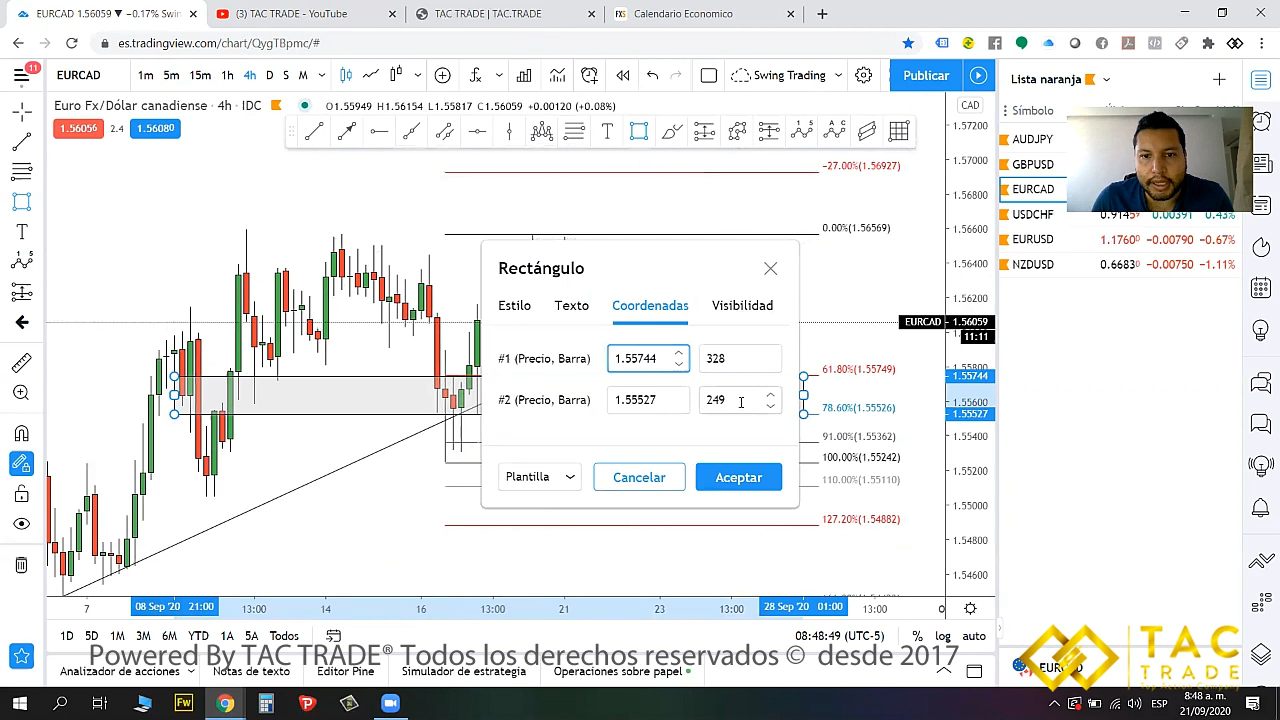 EURCAD 1.56059 ▼ −0.17% Swing T
(3) TAC TRADE - YouTube
TAC TRADE | TAC.TRADE
Calendario Economico
es.tradingview.com/chart/QygTBpmc/#
11
EURCAD
1m 5m 15m 1h 4h D S M
Swing Trading
Publicar
Lista naranja
Euro Fx/Dólar canadiense · 4h · IDC
O1.55949 H1.56154 L1.55817 C1.56059 +0.00120 (+0.08%)
CAD
Símbolo
1.56056 2.4 1.56080
AUDJPY
GBPUSD
EURCAD
USDCHF 0.91459 0.00391 0.43%
EURUSD 1.17600 −0.00790 −0.67%
NZDUSD 0.66830 −0.00750 −1.11%
1.57200
1.57000
1.56800
1.56600
1.56400
1.56200
EURCAD 1.56059
11:11
1.55800
1.55744
1.55600
1.55527
1.55400
1.55200
1.55000
1.54800
1.54600
−27.00%(1.56927)
0.00%(1.56569)
61.80%(1.55749)
78.60%(1.55526)
91.00%(1.55362)
100.00%(1.55242)
110.00%(1.55110)
127.20%(1.54882)
Rectángulo
Estilo Texto Coordenadas Visibilidad
#1 (Precio, Barra) 1.55744 328
#2 (Precio, Barra) 1.55527 249
Plantilla Cancelar Aceptar
7 08 Sep '20 21:00 13:00 14 16 13:00 21 23 13:00 28 Sep '20 01:00 13:00
1D 5D 1M 3M 6M YTD 1A 5A Todo?
08:48:49 (UTC-5) % log auto
Powered By TAC TRADE® Todos los derechos reservados © desde 2017
Analizador de acciones Notas de texto Editor Pine Simulador de estrategia Operaciones sobre papel
TAC
TRADE
Top Action Company
Fw
ESP
8:48 a. m.
21/09/2020